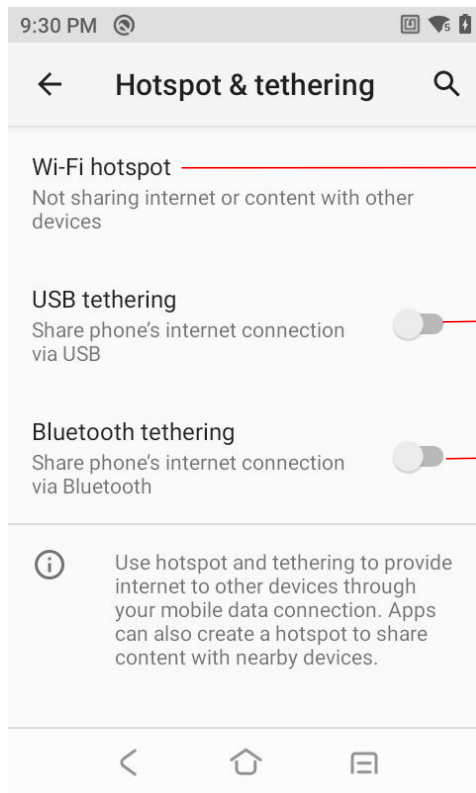 9:30 PM
Hotspot & tethering
Wi-Fi hotspot
Not sharing internet or content with other
devices
USB tethering
Share phone's internet connection
via USB
Bluetooth tethering
Share phone's internet connection
via Bluetooth
Use hotspot and tethering to provide
internet to other devices through
your mobile data connection. Apps
can also create a hotspot to share
content with nearby devices.